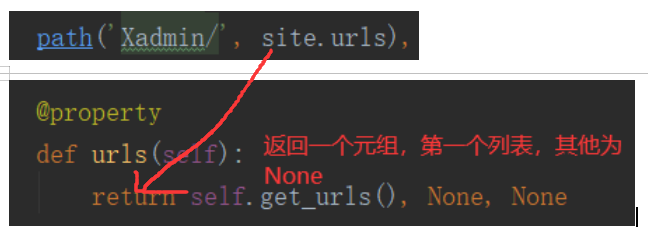 path('Xadmin/', site.urls),
@property
def urls(self):
返回一个元组，第一个列表，其他为
None
return self.get_urls(), None, None